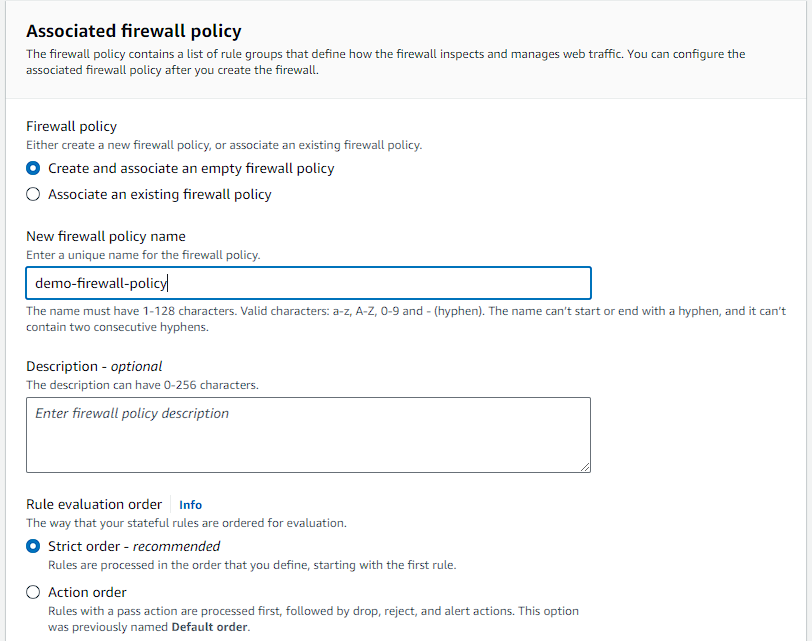 Associated firewall policy
The firewall policy contains a list of rule groups that define how the firewall inspects and manages web traffic. You can configure the
associated firewall policy after you create the firewall.
Firewall policy
Either create a new firewall policy, or associate an existing firewall policy.
Create and associate an empty firewall policy
Associate an existing firewall policy
New firewall policy name
Enter a unique name for the firewall policy.
demo-firewall-policy
The name must have 1-128 characters. Valid characters: a-z, A-Z, 0-9 and - (hyphen). The name can't start or end with a hyphen, and it can't
contain two consecutive hyphens.
Description - optional
The description can have 0-256 characters.
Enter firewall policy description
Rule evaluation order Info
The way that your stateful rules are ordered for evaluation.
Strict order - recommended
Rules are processed in the order that you define, starting with the first rule.
Action order
Rules with a pass action are processed first, followed by drop, reject, and alert actions. This option
was previously named Default order.